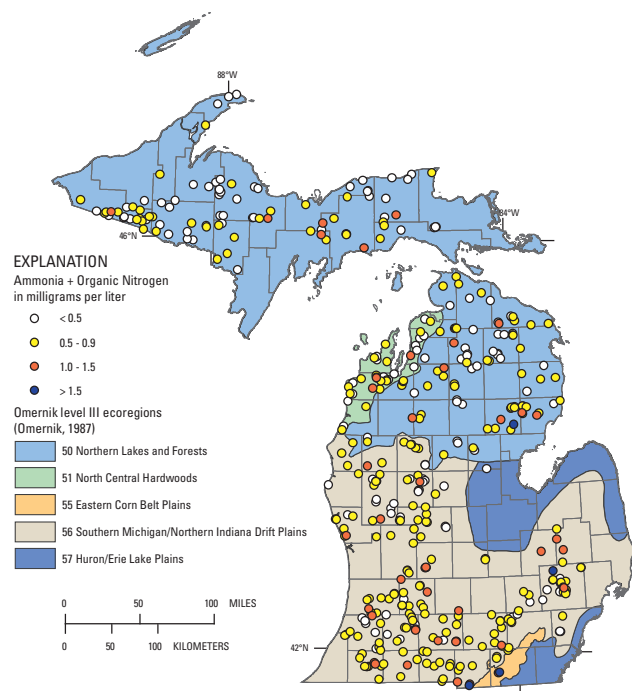 88°W
84°W
46°N
EXPLANATION
Ammonia + Organic Nitrogen
in milligrams per liter
< 0.5
0.5 - 0.9
1.0 - 1.5
> 1.5
Omernik level III ecoregions
(Omernik, 1987)
50 Northern Lakes and Forests
51 North Central Hardwoods
55 Eastern Corn Belt Plains
56 Southern Michigan/Northern Indiana Drift Plains
57 Huron/Erie Lake Plains
0 50 100 MILES
0 50 100 KILOMETERS
42°N